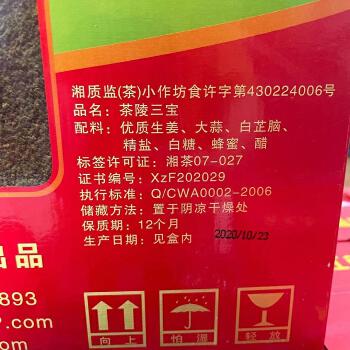 湘质监(茶)小作坊食许字第430224006号
品名：茶陵三宝
配料：优质生姜、大蒜、白芷脑、
精盐、白糖、蜂蜜、醋
标签许可证：湘茶07-027
证书编号：XzF202029
执行标准：Q/CWA0002-2006
储藏方法：置于阴凉干燥处
保质期：12个月
生产日期：见盒内
2020/10/23
出品
893
.com
com
向上
怕湿
轻放